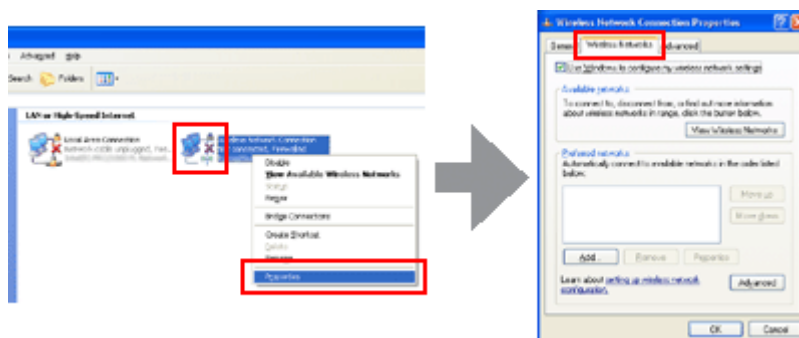 Advanced Help
Search Folders
LAN or High-Speed Internet
Local Area Connection
Network cable unplugged,
Wireless Network Connection
Not connected, Firewalled
Disable
View Available Wireless Networks
Status
Repair
Bridge Connections
Create Shortcut
Delete
Rename
Properties
Wireless Network Connection Properties
General Wireless Networks Advanced
Use Windows to configure my wireless network settings
Available networks
To connect to, disconnect from, or find out more information
about wireless networks in range, click the button below.
View Wireless Networks
Preferred networks
Automatically connect to available networks in the order listed
below:
Move up
Move down
Add... Remove Properties
Learn about setting up wireless network
configuration.
Advanced
OK Cancel